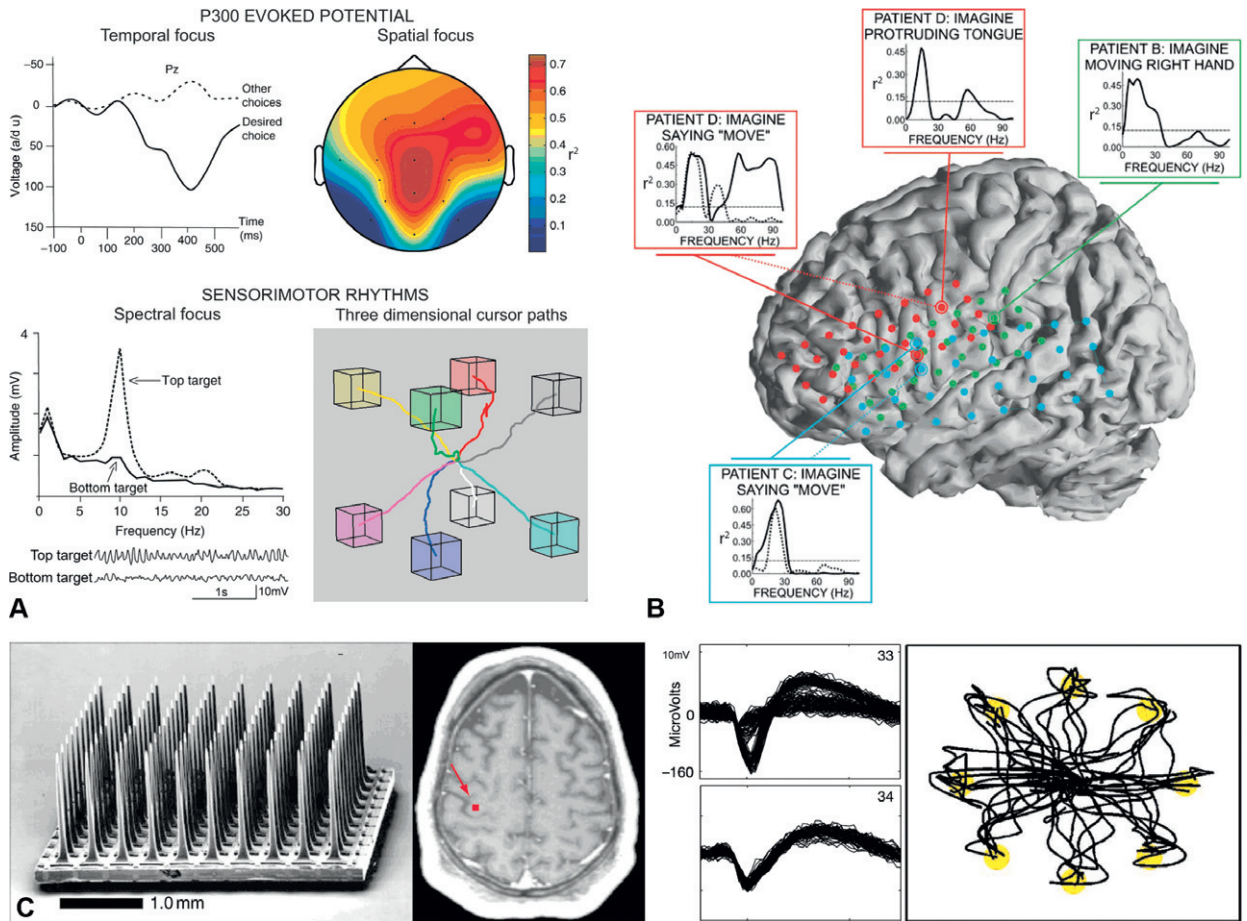 P300 EVOKED POTENTIAL
Temporal focus
Spatial focus
−50
0
50
100
150
Voltage (a/d u)
Pz
Other choices
Desired choice
Time (ms)
−100
0
100
200
300
400
500
0.7
0.6
0.5
0.4
0.3
0.2
0.1
r²
SENSORIMOTOR RHYTHMS
Spectral focus
Three dimensional cursor paths
4
2
0
Amplitude (mV)
Top target
Bottom target
0
10
20
30
Frequency (Hz)
Top target
Bottom target
1s
10mV
A
PATIENT D: IMAGINE
PROTRUDING TONGUE
0.45
0.30
0.15
0.00
r²
0
30
60
90
FREQUENCY (Hz)
PATIENT B: IMAGINE
MOVING RIGHT HAND
0.60
0.45
0.30
0.15
0
r²
0
30
60
90
FREQUENCY (Hz)
PATIENT D: IMAGINE
SAYING "MOVE"
0.60
0.45
0.30
0.15
0
r²
0
30
60
90
FREQUENCY (Hz)
PATIENT C: IMAGINE
SAYING "MOVE"
0.60
0.45
0.30
0.15
0.00
r²
0
30
60
90
FREQUENCY (Hz)
B
1.0 mm
C
10mV
0
−160
MicroVolts
33
34